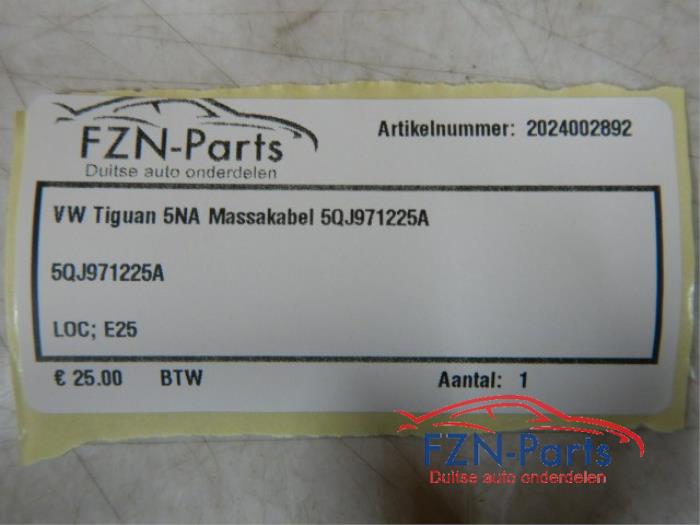 FZN-Parts
Duitse auto onderdelen
Artikelnummer: 2024002892
VW Tiguan 5NA Massakabel 5QJ971225A
5QJ971225A
LOC; E25
€ 25.00 BTW Aantal: 1
FZN-Parts
Duitse auto onderdelen